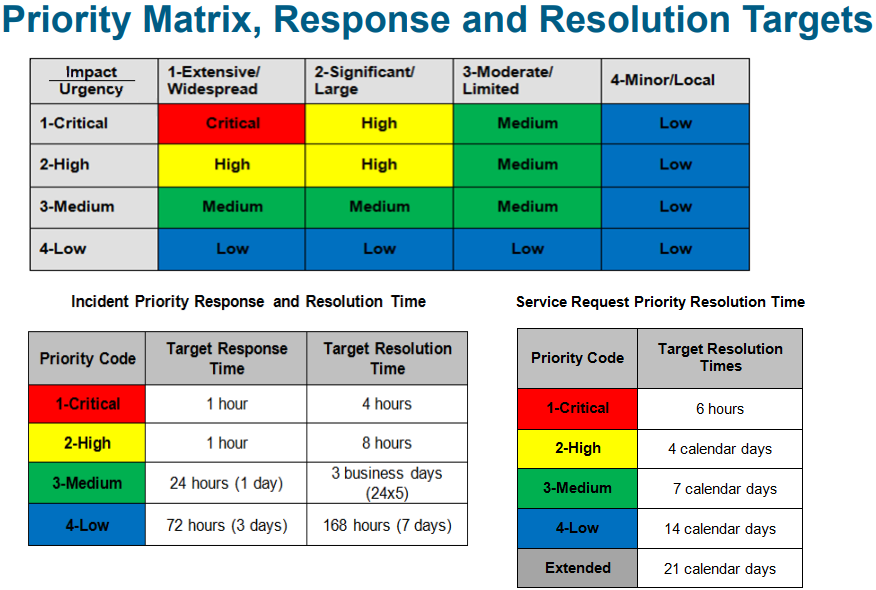 Priority Matrix, Response and Resolution Targets
Impact
Urgency
1-Extensive/
Widespread
2-Significant/
Large
3-Moderate/
Limited
4-Minor/Local
1-Critical
Critical
High
Medium
Low
2-High
High
High
Medium
Low
3-Medium
Medium
Medium
Medium
Low
4-Low
Low
Low
Low
Low
Incident Priority Response and Resolution Time
Priority Code
Target Response
Time
Target Resolution
Time
1-Critical
1 hour
4 hours
2-High
1 hour
8 hours
3-Medium
24 hours (1 day)
3 business days
(24x5)
4-Low
72 hours (3 days)
168 hours (7 days)
Service Request Priority Resolution Time
Priority Code
Target Resolution
Times
1-Critical
6 hours
2-High
4 calendar days
3-Medium
7 calendar days
4-Low
14 calendar days
Extended
21 calendar days